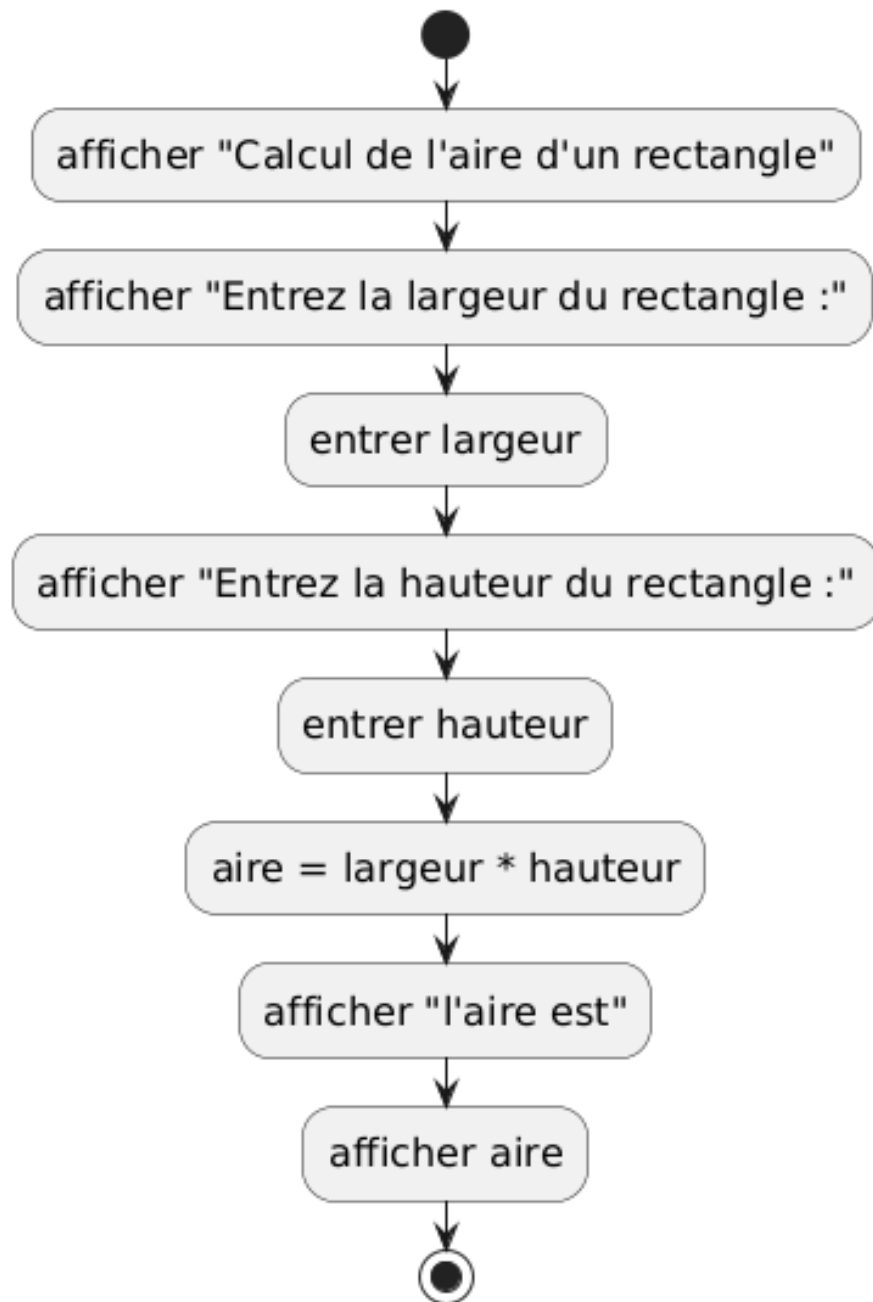 afficher "Calcul de l'aire d'un rectangle"
afficher "Entrez la largeur du rectangle :"
entrer largeur
afficher "Entrez la hauteur du rectangle :"
entrer hauteur
aire = largeur * hauteur
afficher "l'aire est"
afficher aire